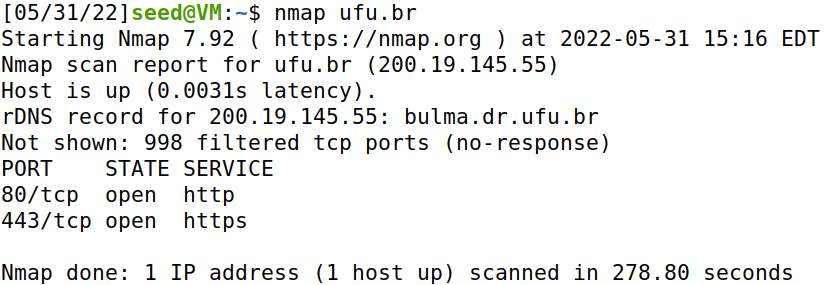 [05/31/22]seed@VM:~$ nmap ufu.br
Starting Nmap 7.92 ( https://nmap.org ) at 2022-05-31 15:16 EDT
Nmap scan report for ufu.br (200.19.145.55)
Host is up (0.0031s latency).
rDNS record for 200.19.145.55: bulma.dr.ufu.br
Not shown: 998 filtered tcp ports (no-response)
PORT    STATE SERVICE
80/tcp  open  http
443/tcp open  https
Nmap done: 1 IP address (1 host up) scanned in 278.80 seconds